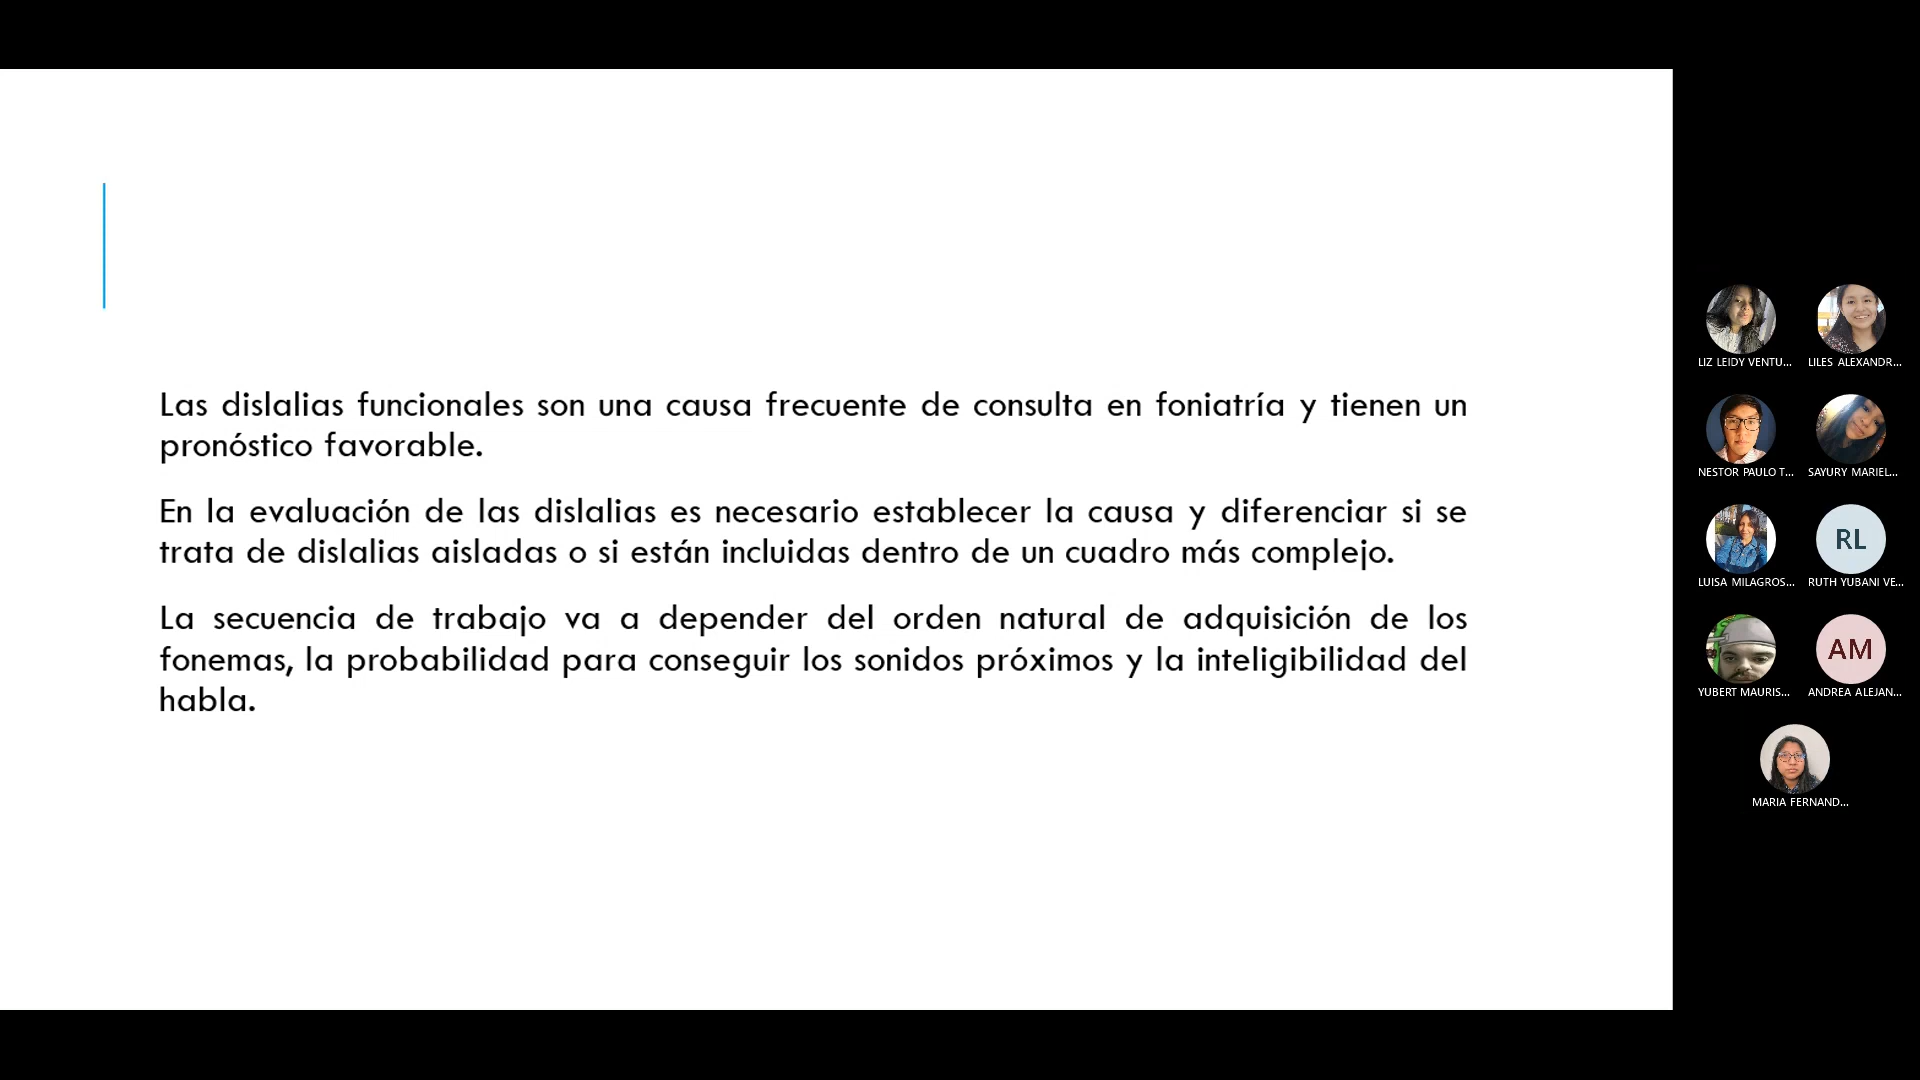 Las dislalias funcionales son una causa frecuente de consulta en foniatría y tienen un
pronóstico favorable.
En la evaluación de las dislalias es necesario establecer la causa y diferenciar si se
trata de dislalias aisladas o si están incluidas dentro de un cuadro más complejo.
La secuencia de trabajo va a depender del orden natural de adquisición de los
fonemas, la probabilidad para conseguir los sonidos próximos y la inteligibilidad del
habla.
LIZ LEIDY VENTU...
LILES ALEXANDR...
NESTOR PAULO T...
SAYURY MARIEL...
LUISA MILAGROS...
RL
RUTH YUBANI VE...
YUBERT MAURIS...
AM
ANDREA ALEJAN...
MARIA FERNAND...